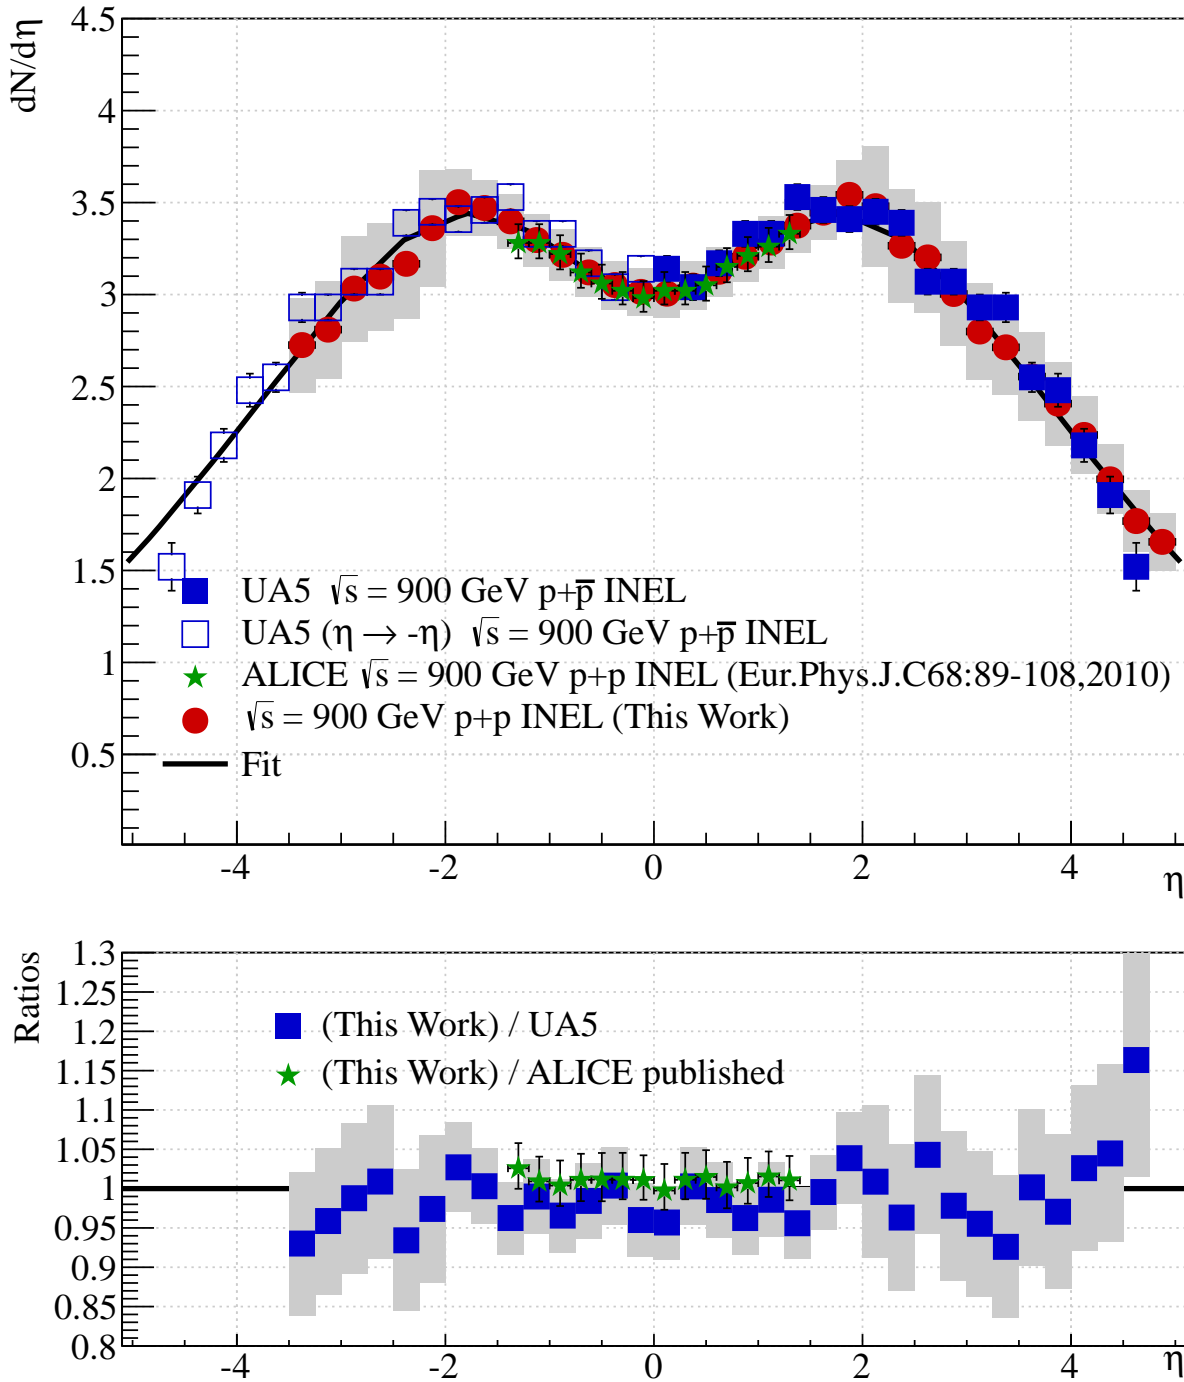 dN/dη
4.5
4
3.5
3
2.5
2
1.5
1
0.5
UA5 √s = 900 GeV p+p̅ INEL
UA5 (η → -η) √s = 900 GeV p+p̅ INEL
ALICE √s = 900 GeV p+p INEL (Eur.Phys.J.C68:89-108,2010)
√s = 900 GeV p+p INEL (This Work)
Fit
-4 -2 0 2 4
η
Ratios
1.3
1.25
1.2
1.15
1.1
1.05
1
0.95
0.9
0.85
0.8
(This Work) / UA5
(This Work) / ALICE published
-4 -2 0 2 4 η